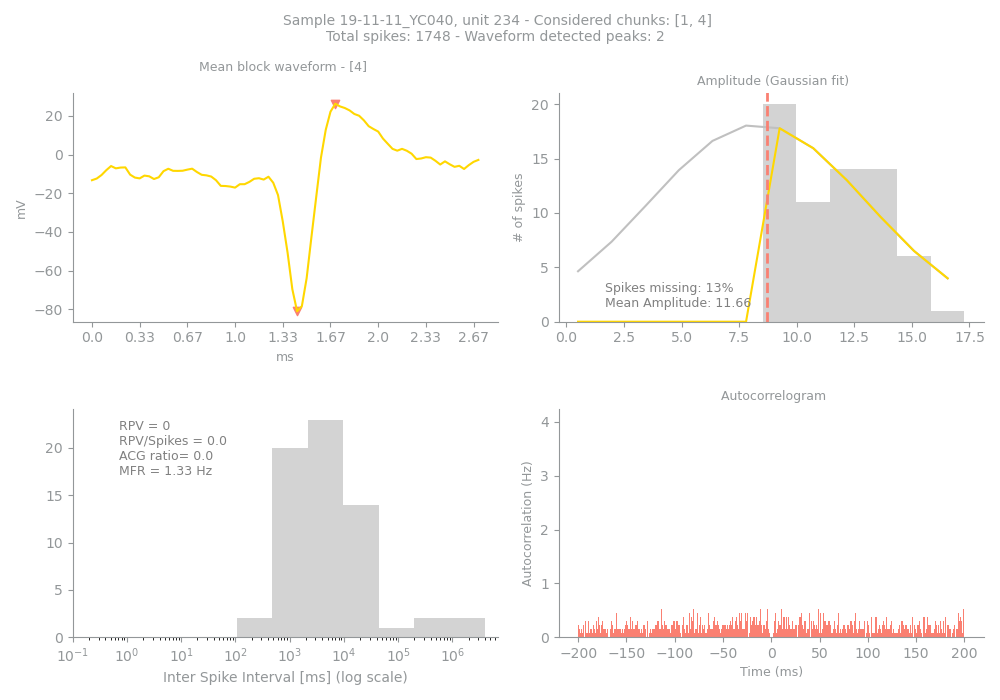 Sample 19-11-11_YC040, unit 234 - Considered chunks: [1, 4]
Total spikes: 1748 - Waveform detected peaks: 2
Mean block waveform - [4]
20
0
−20
−40
−60
−80
mV
0.0 0.33 0.67 1.0 1.33 1.67 2.0 2.33 2.67
ms
Amplitude (Gaussian fit)
20
15
10
5
0
# of spikes
Spikes missing: 13%
Mean Amplitude: 11.66
0.0 2.5 5.0 7.5 10.0 12.5 15.0 17.5
RPV = 0
RPV/Spikes = 0.0
ACG ratio= 0.0
MFR = 1.33 Hz
20
15
10
5
0
10⁻¹ 10⁰ 10¹ 10² 10³ 10⁴ 10⁵ 10⁶
Inter Spike Interval [ms] (log scale)
Autocorrelogram
4
3
2
1
0
Autocorrelation (Hz)
−200 −150 −100 −50 0 50 100 150 200
Time (ms)